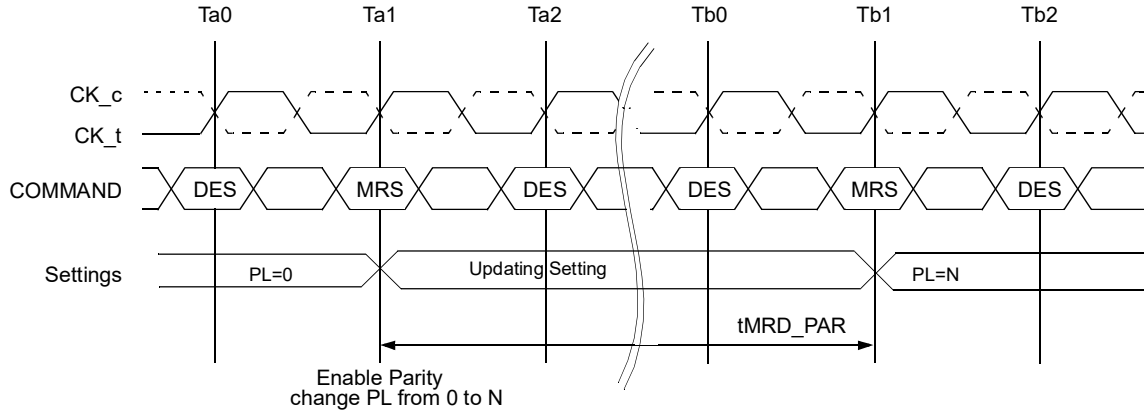 Ta0 Ta1 Ta2 Tb0 Tb1 Tb2
CK_c
CK_t
COMMAND DES MRS DES DES MRS DES
Settings PL=0 Updating Setting PL=N
tMRD_PAR
Enable Parity
change PL from 0 to N